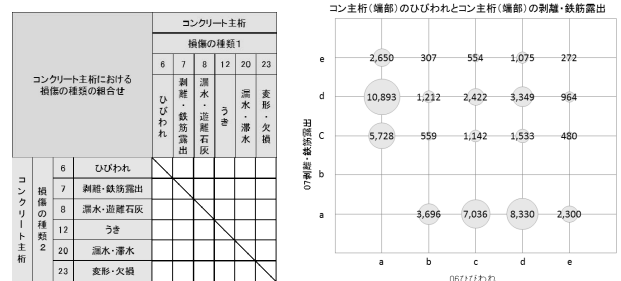 コンクリート主桁
損傷の種類1
コンクリート主桁における
損傷の種類の組合せ
6 7 8 12 20 23
ひびわれ
剥離・鉄筋露出
漏水・遊離石灰
うき
漏水・滞水
変形・欠損
コンクリート主桁
損傷の種類2
6 ひびわれ
7 剥離・鉄筋露出
8 漏水・遊離石灰
12 うき
20 漏水・滞水
23 変形・欠損
コン主桁(端部)のひびわれとコン主桁(端部)の剥離・鉄筋露出
07剥離・鉄筋露出
e 2,650 307 554 1,075 272
d 10,893 1,212 2,422 3,349 964
C 5,728 559 1,142 1,533 480
b
a 3,696 7,036 8,330 2,300
a b c d e
06ひびわれ